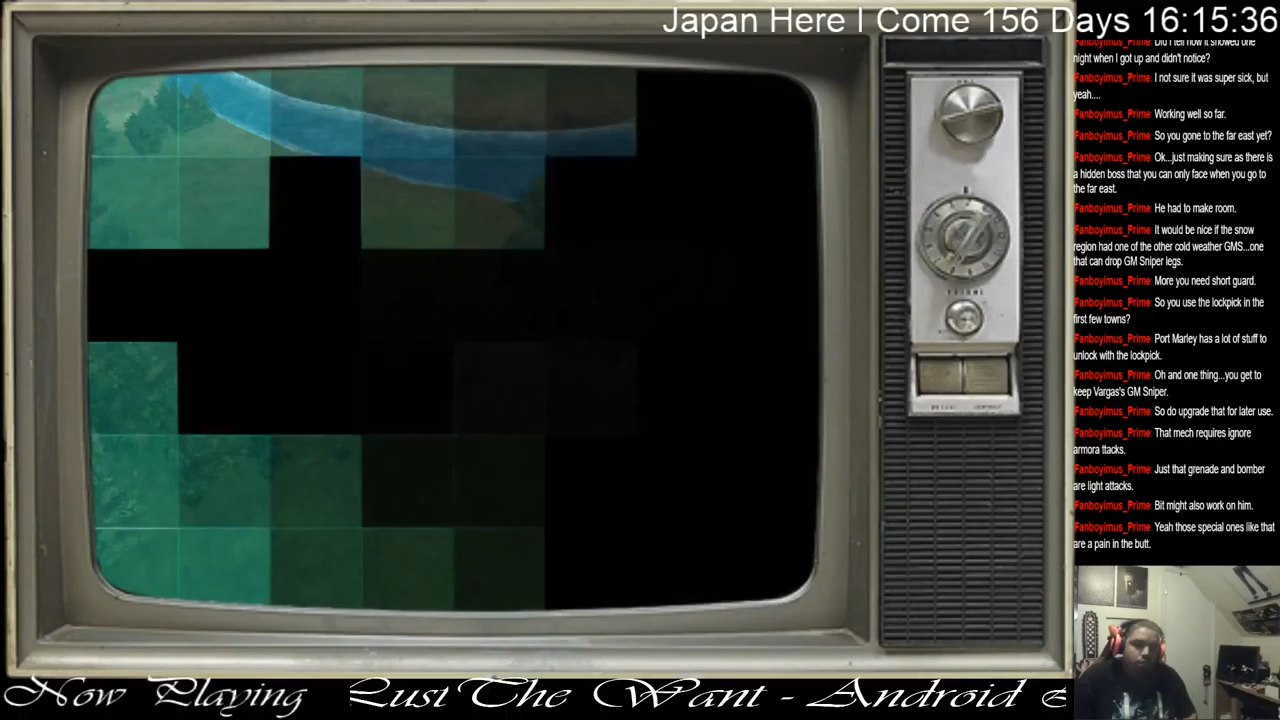 Japan Here I Come 156 Days 16:15:36
Fanboyimus_Prime: Did I tell how it showed one
night when I got up and didn't notice?
Fanboyimus_Prime: I not sure it was super sick, but
yeah....
Fanboyimus_Prime: Working well so far.
Fanboyimus_Prime: So you gone to the far east yet?
Fanboyimus_Prime: Ok...just making sure as there is
a hidden boss that you can only face when you go to
the far east.
Fanboyimus_Prime: He had to make room.
Fanboyimus_Prime: It would be nice if the snow
region had one of the other cold weather GMS...one
that can drop GM Sniper legs.
Fanboyimus_Prime: More you need short guard.
Fanboyimus_Prime: So you use the lockpick in the
first few towns?
Fanboyimus_Prime: Port Marley has a lot of stuff to
unlock with the lockpick.
Fanboyimus_Prime: Oh and one thing...you get to
keep Vargas's GM Sniper.
Fanboyimus_Prime: So do upgrade that for later use.
Fanboyimus_Prime: That mech requires ignore
armora ttacks.
Fanboyimus_Prime: Just that grenade and bomber
are light attacks.
Fanboyimus_Prime: Bit might also work on him.
Fanboyimus_Prime: Yeah those special ones like that
are a pain in the butt.
VOLUME
Now Playing Lust The Want - Android &